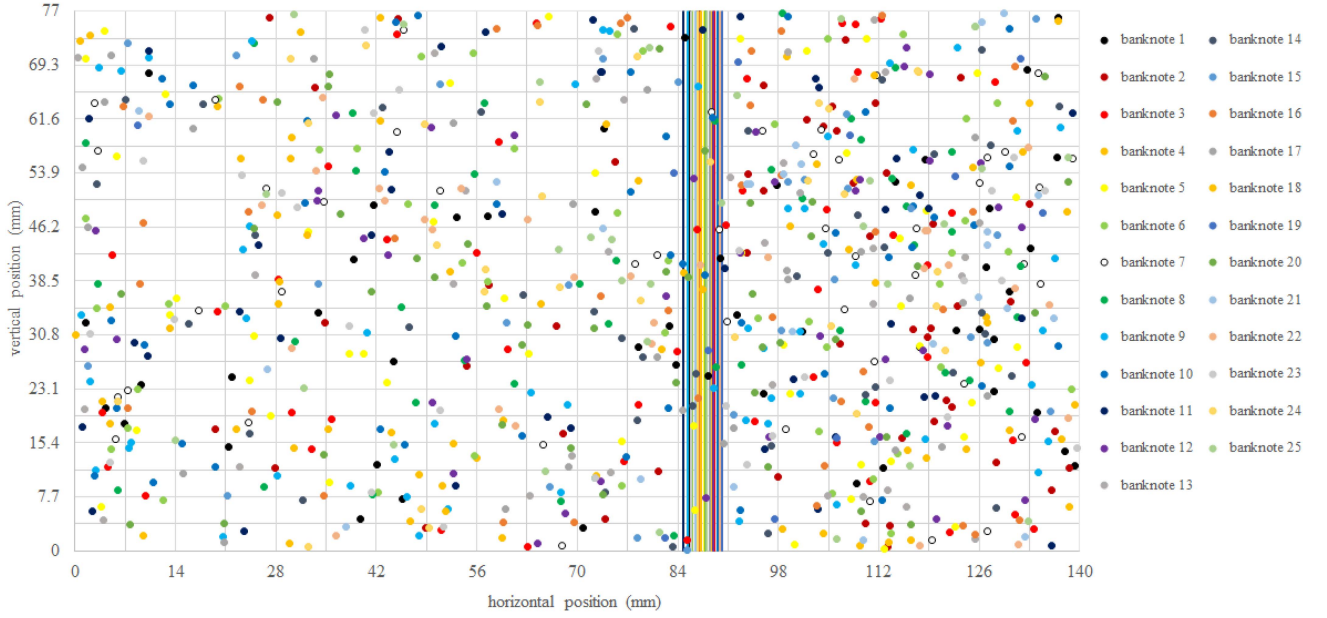 77
69.3
61.6
53.9
46.2
38.5
30.8
23.1
15.4
7.7
0
vertical position (mm)
0 14 28 42 56 70 84 98 112 126 140
horizontal position (mm)
banknote 1 banknote 14
banknote 2 banknote 15
banknote 3 banknote 16
banknote 4 banknote 17
banknote 5 banknote 18
banknote 6 banknote 19
banknote 7 banknote 20
banknote 8 banknote 21
banknote 9 banknote 22
banknote 10 banknote 23
banknote 11 banknote 24
banknote 12 banknote 25
banknote 13